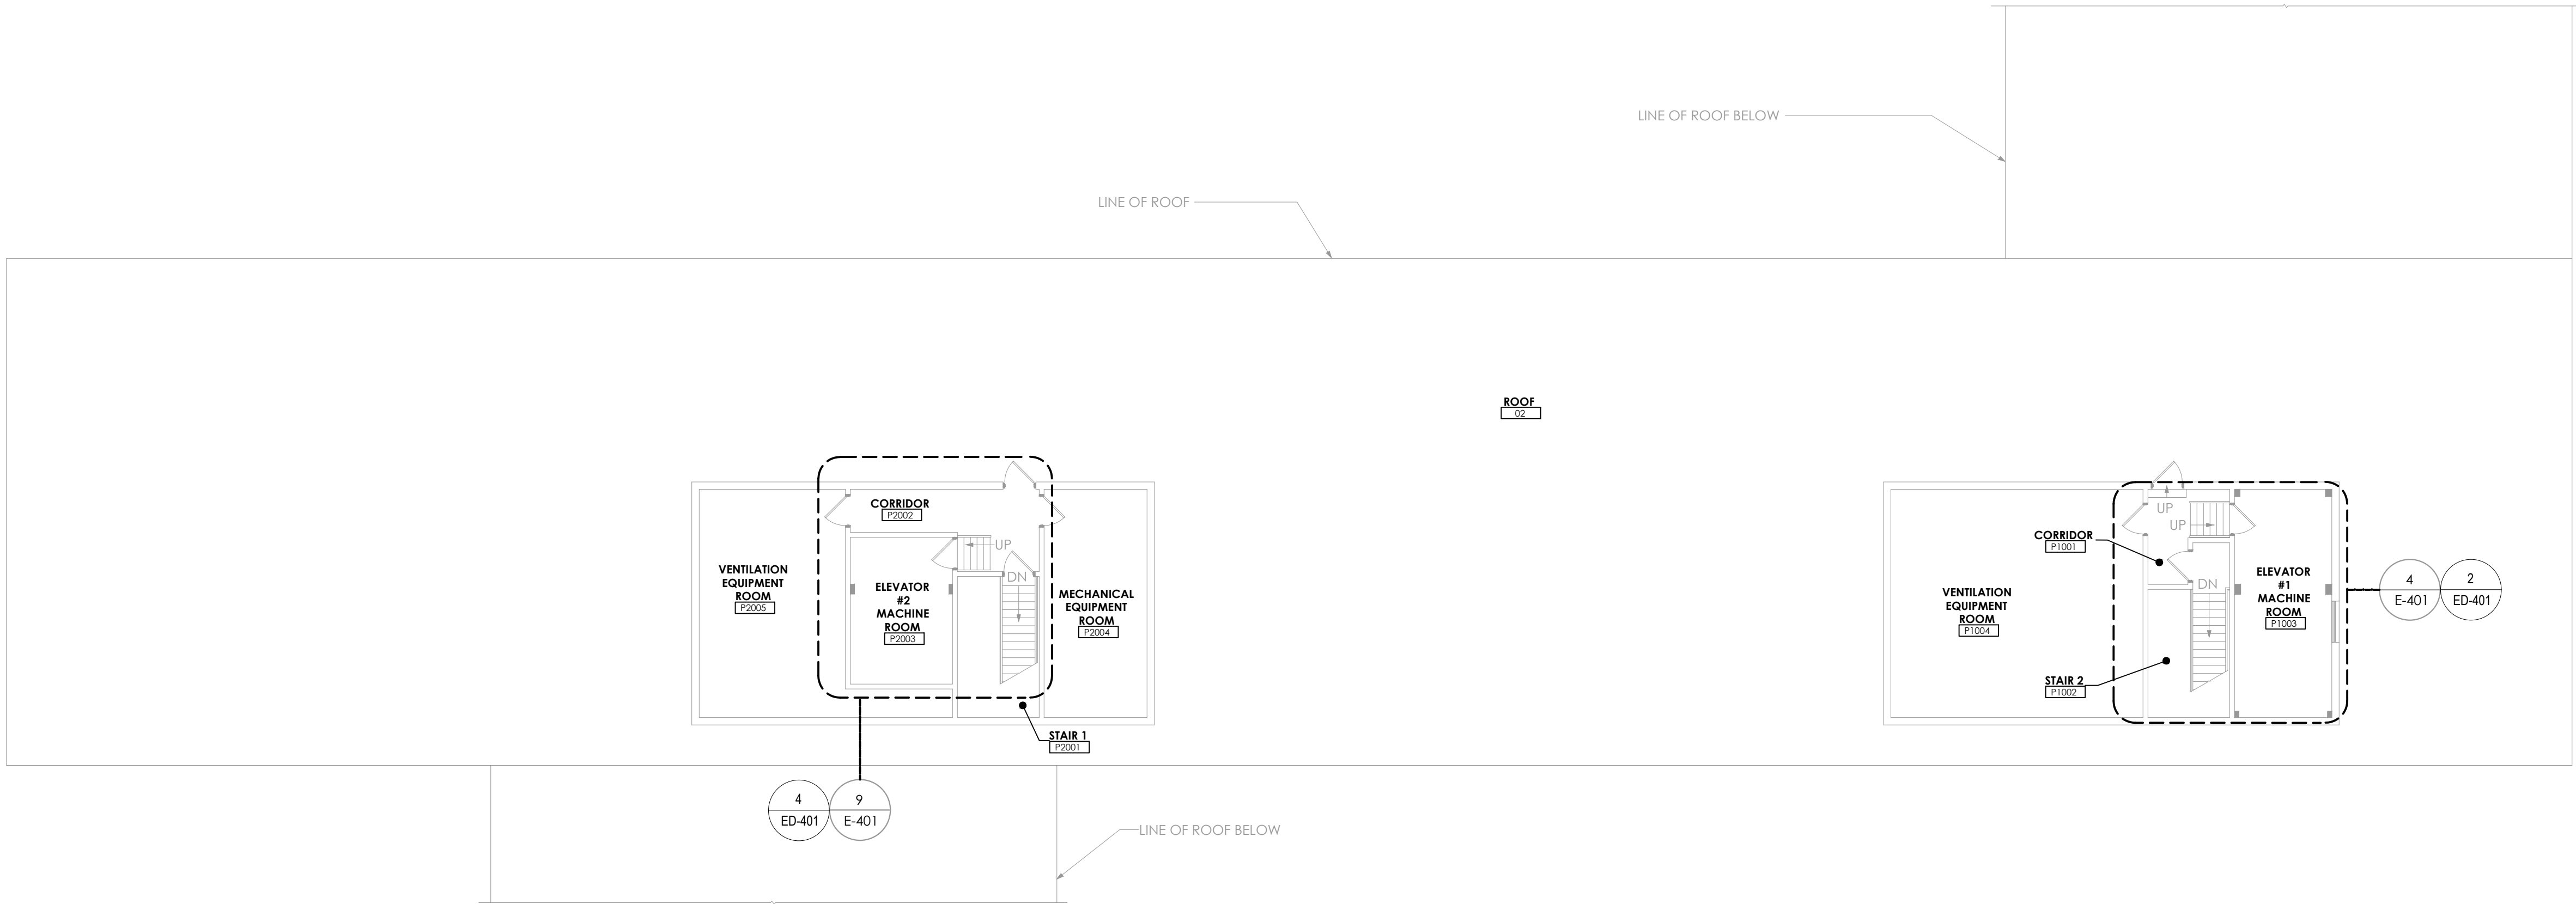 LINE OF ROOF BELOW
LINE OF ROOF
ROOF
02
CORRIDOR
P2002
UP
DN
VENTILATION
EQUIPMENT
ROOM
P2005
ELEVATOR
#2
MACHINE
ROOM
P2003
MECHANICAL
EQUIPMENT
ROOM
P2004
STAIR 1
P2001
4
ED-401
9
E-401
LINE OF ROOF BELOW
UP
UP
CORRIDOR
P1001
DN
VENTILATION
EQUIPMENT
ROOM
P1004
ELEVATOR
#1
MACHINE
ROOM
P1003
STAIR 2
P1002
4
E-401
2
ED-401